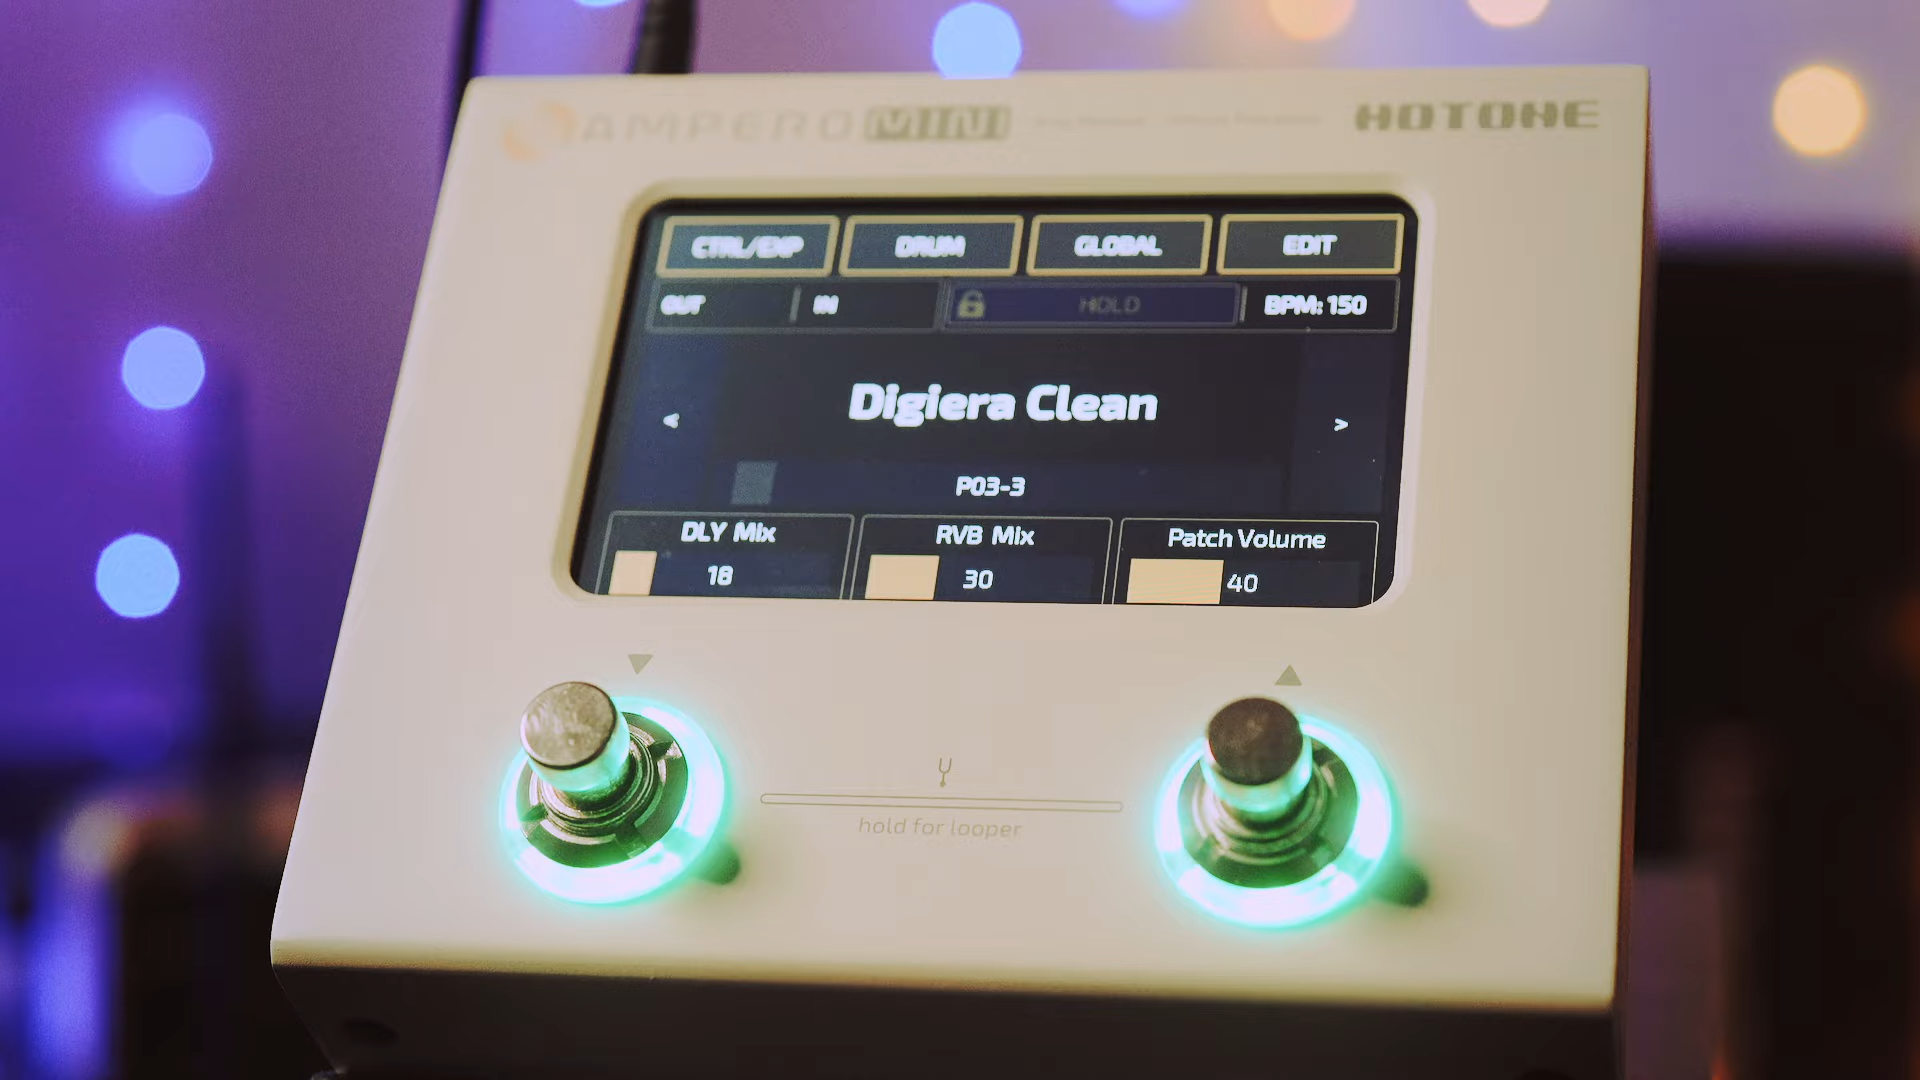 AMPERO MINI
HOTONE
CTRL/EXP DRUM GLOBAL EDIT
OUT IN HOLD BPM: 150
Digiera Clean
< >
P03-3
DLY Mix RVB Mix Patch Volume
18 30 40
hold for looper